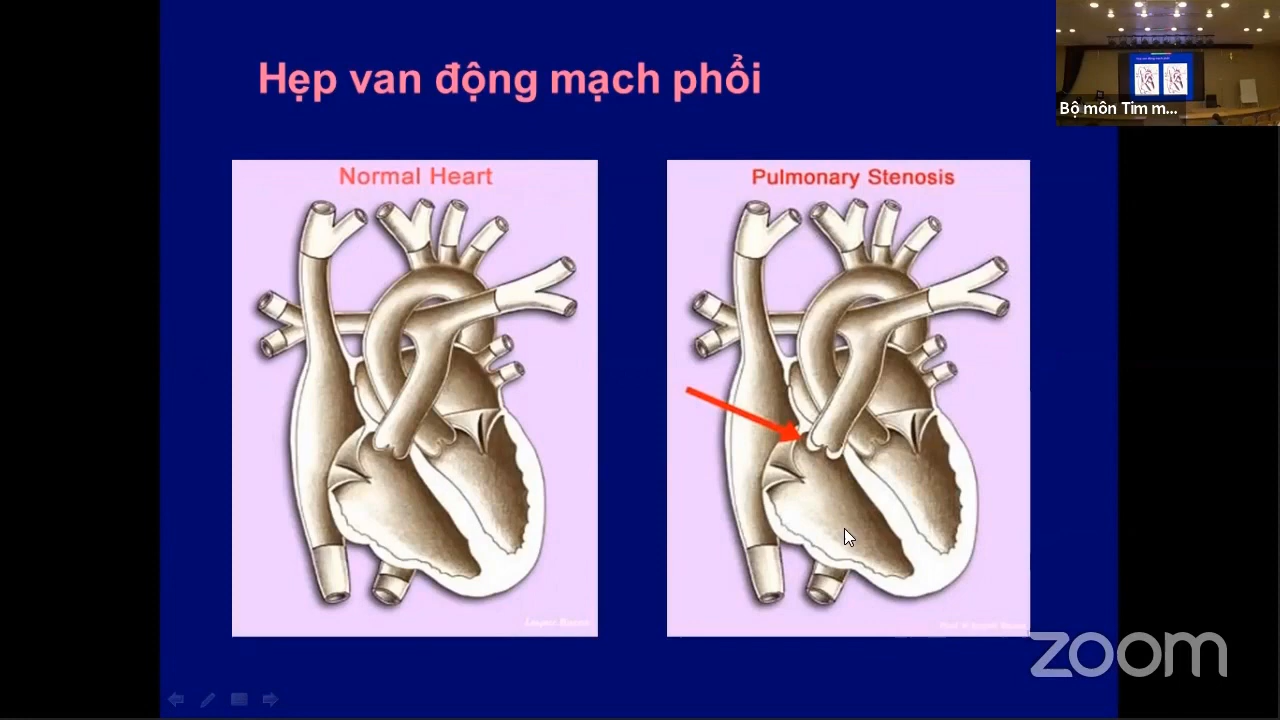 Hẹp van động mạch phổi
Bộ môn Tim m...
Normal Heart
Pulmonary Stenosis
zoom